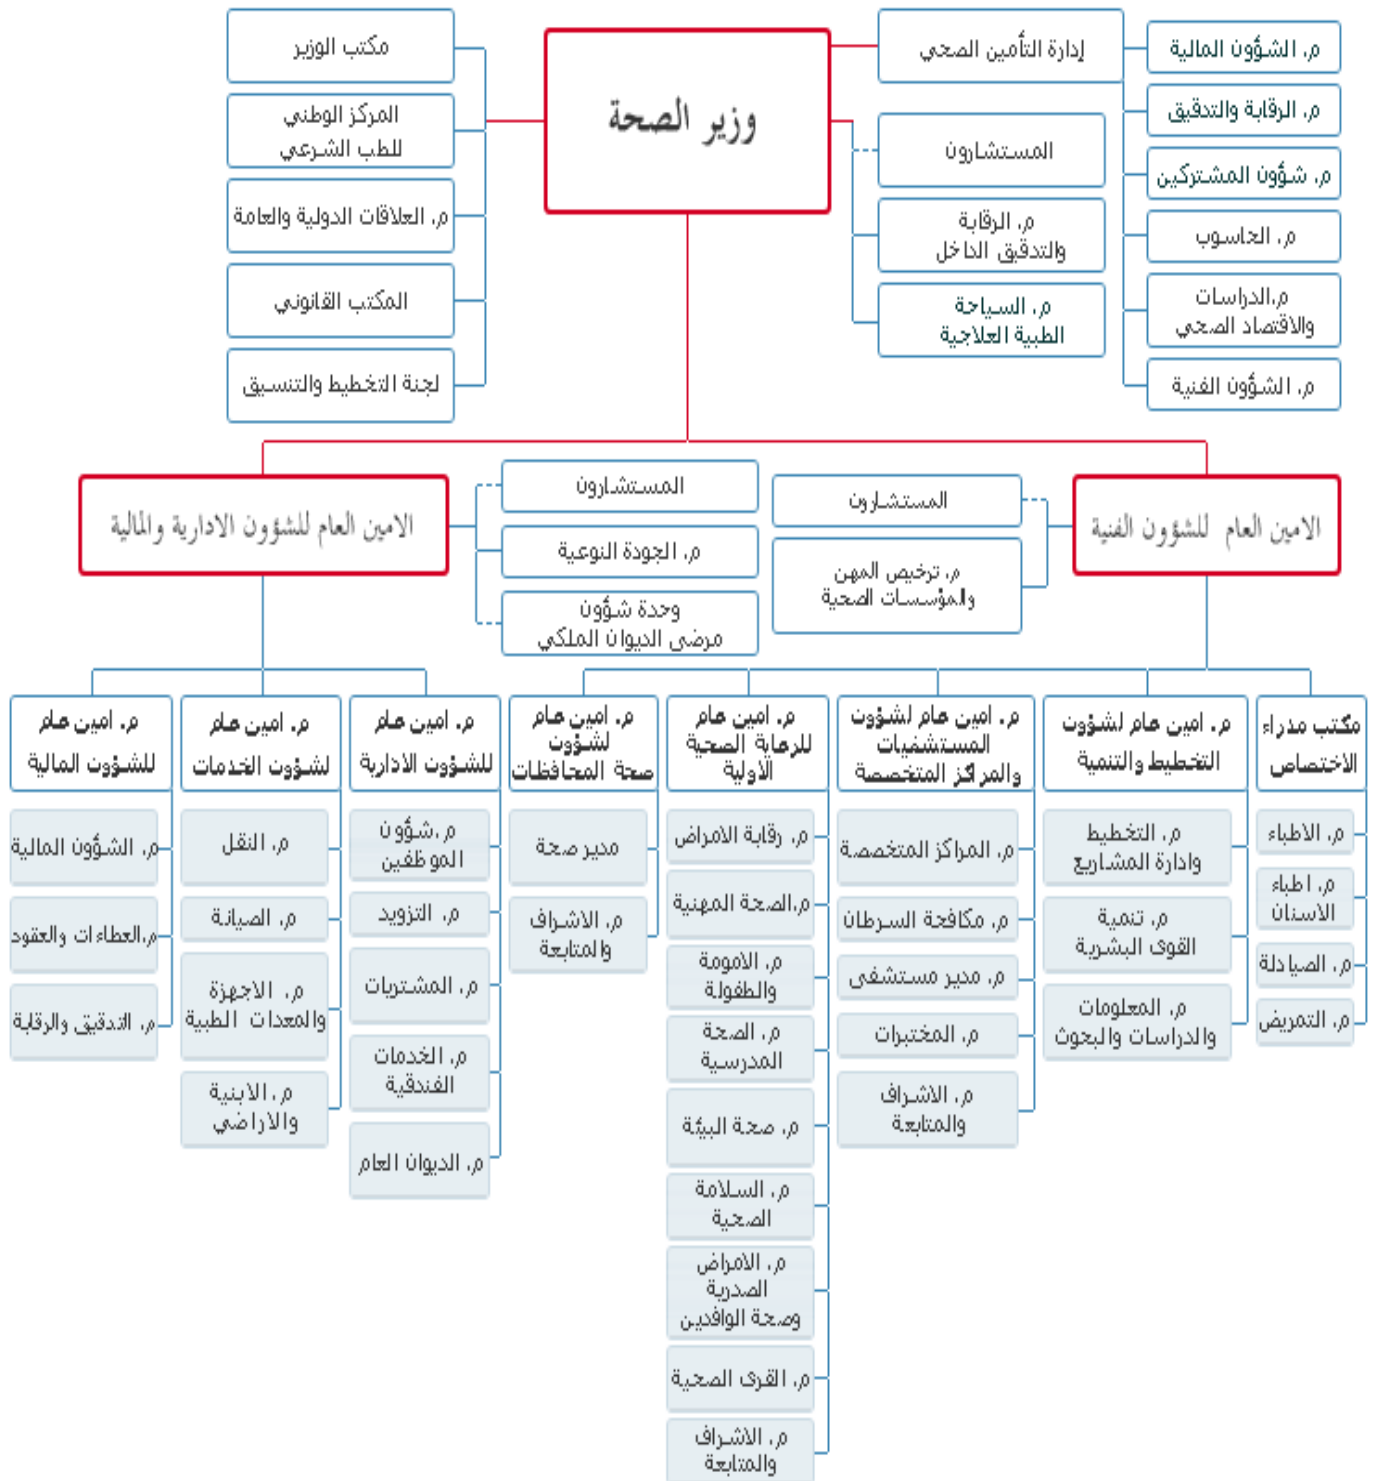 وزير الصحة
إدارة التأمين الصحي
م. الشؤون المالية
م. الرقابة والتدقيق
م. شؤون المشتركين
م. الحاسوب
م.الدراسات
والاقتصاد الصحي
م. الشؤون الفنية
المستشارون
م. الرقابة
والتدقيق الداخل
م. السياحة
الطبية العلاجية
مكتب الوزير
المركز الوطني
للطب الشرعي
م. العلاقات الدولية والعامة
المكتب القانوني
لجنة التخطيط والتنسيق
الامين العام للشؤون الفنية
المستشارون
م. ترخيص المهن
والمؤسسات الصحية
الامين العام للشؤون الادارية والمالية
المستشارون
م. الجودة النوعية
وحدة شؤون
مرضى الديوان الملكي
مكتب مدراء
الاختصاص
م. الاطباء
م. اطباء
الاسنان
م. الصيادلة
م. التمريض
م. امين عام لشؤون
التخطيط والتنمية
م. التخطيط
وادارة المشاريع
م. تنمية
القوى البشرية
م. المعلومات
والدراسات والبحوث
م. امين عام لشؤون
المستشفيات
والمراكز المتخصصة
م. المراكز المتخصصة
م. مكافحة السرطان
م. مدير مستشفى
م. المختبرات
م. الاشراف
والمتابعة
م. امين عام
للرعاية الصحية
الاولية
م. رقابة الامراض
م.الصحة المهنية
م. الامومة
والطفولة
م. الصحة
المدرسية
م. صحة البيئة
م. السلامة
الصحية
م. الامراض
الصدرية
وصحة الوافدين
م. القرى الصحية
م. الاشراف
والمتابعة
م. امين عام
لشؤون
صحة المحافظات
مدير صحة
م. الاشراف
والمتابعة
م. امين عام
للشؤون الادارية
م.شؤون
الموظفين
م. التزويد
م. المشتريات
م. الخدمات
الفندقية
م. الديوان العام
م. امين عام
لشؤون الخدمات
م. النقل
م. الصيانة
م. الاجهزة
والمعدات الطبية
م. الابنية
والاراضي
م. امين عام
للشؤون المالية
م. الشؤون المالية
م.العطاءات والعقود
م. التدقيق والرقابة